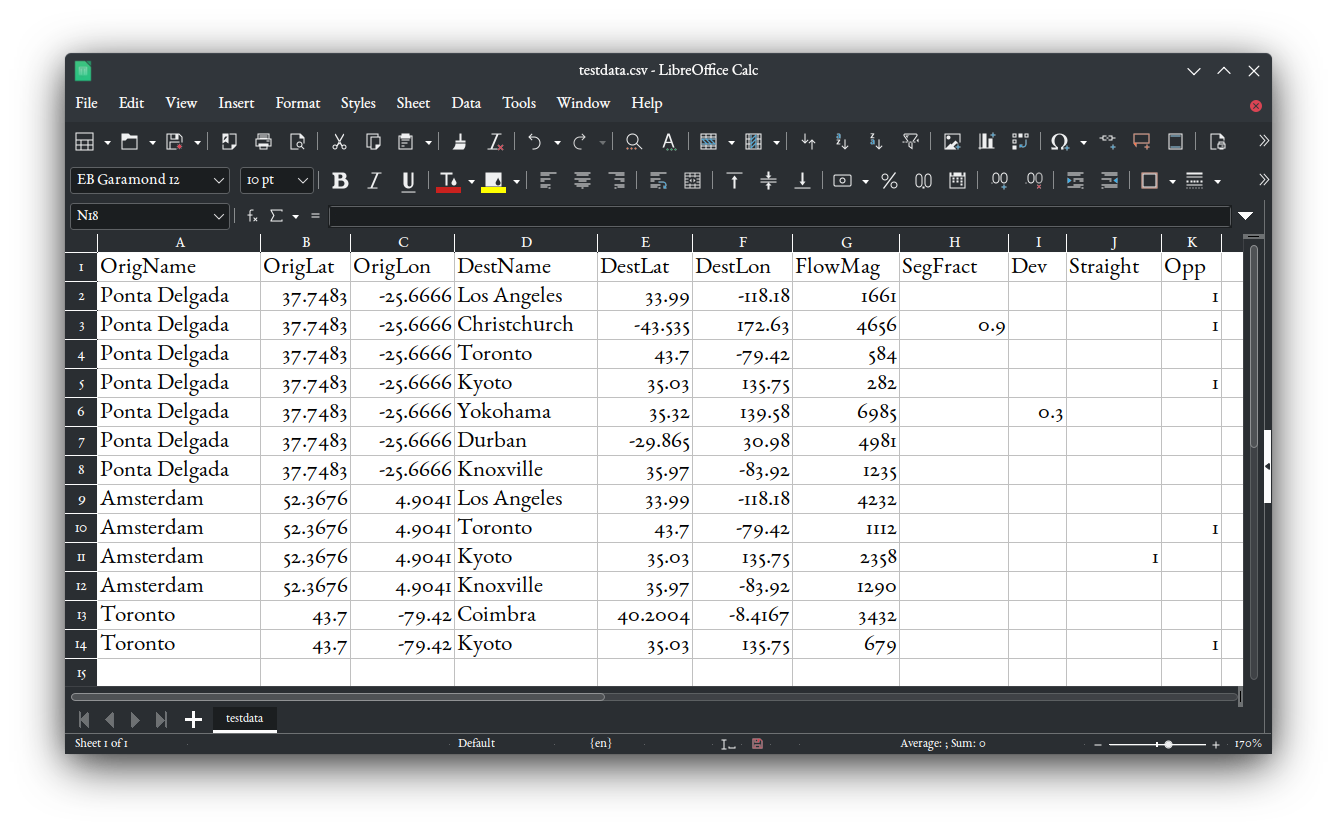 testdata.csv - LibreOffice Calc
File Edit View Insert Format Styles Sheet Data Tools Window Help
EB Garamond 12 10 pt
N18
A B C D E F G H I J K
1 OrigName OrigLat OrigLon DestName DestLat DestLon FlowMag SegFract Dev Straight Opp
2 Ponta Delgada 37.7483 -25.6666 Los Angeles 33.99 -118.18 1661 1
3 Ponta Delgada 37.7483 -25.6666 Christchurch -43.535 172.63 4656 0.9 1
4 Ponta Delgada 37.7483 -25.6666 Toronto 43.7 -79.42 584
5 Ponta Delgada 37.7483 -25.6666 Kyoto 35.03 135.75 282 1
6 Ponta Delgada 37.7483 -25.6666 Yokohama 35.32 139.58 6985 0.3
7 Ponta Delgada 37.7483 -25.6666 Durban -29.865 30.98 4981
8 Ponta Delgada 37.7483 -25.6666 Knoxville 35.97 -83.92 1235
9 Amsterdam 52.3676 4.9041 Los Angeles 33.99 -118.18 4232
10 Amsterdam 52.3676 4.9041 Toronto 43.7 -79.42 1112 1
11 Amsterdam 52.3676 4.9041 Kyoto 35.03 135.75 2358 1
12 Amsterdam 52.3676 4.9041 Knoxville 35.97 -83.92 1290
13 Toronto 43.7 -79.42 Coimbra 40.2004 -8.4167 3432
14 Toronto 43.7 -79.42 Kyoto 35.03 135.75 679 1
15
testdata
Sheet 1 of 1 Default {en} Average: ; Sum: 0 170%